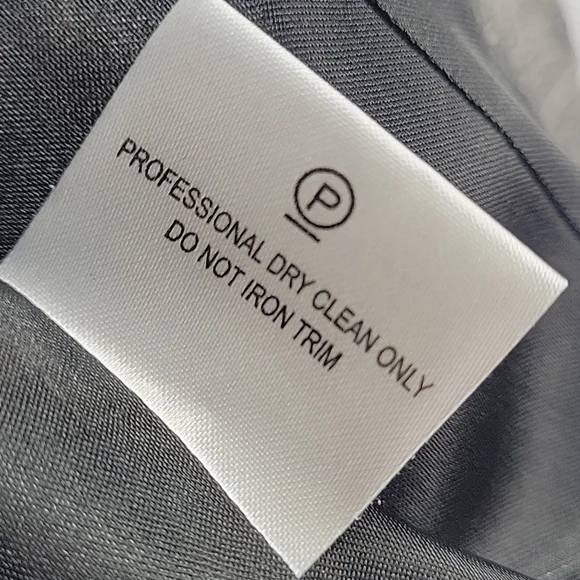 P
PROFESSIONAL DRY CLEAN ONLY
DO NOT IRON TRIM